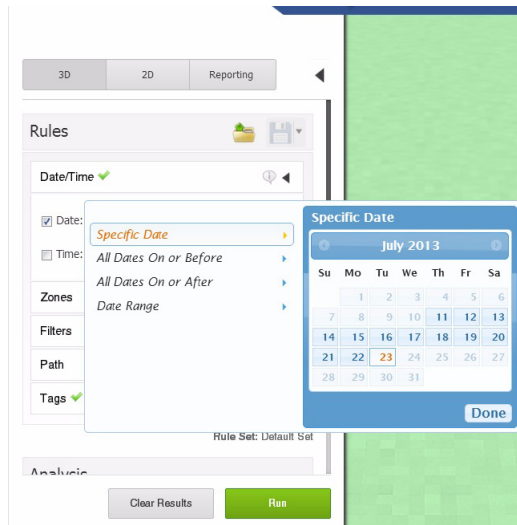 3D 2D Reporting
Rules
Date/Time
Date:
Time:
Zones
Filters
Path
Tags
Specific Date
All Dates On or Before
All Dates On or After
Date Range
Specific Date
July 2013
Su Mo Tu We Th Fr Sa
1 2 3 4 5 6
7 8 9 10 11 12 13
14 15 16 17 18 19 20
21 22 23 24 25 26 27
28 29 30 31
Done
Rule Set: Default Set
Analysis
Clear Results Run